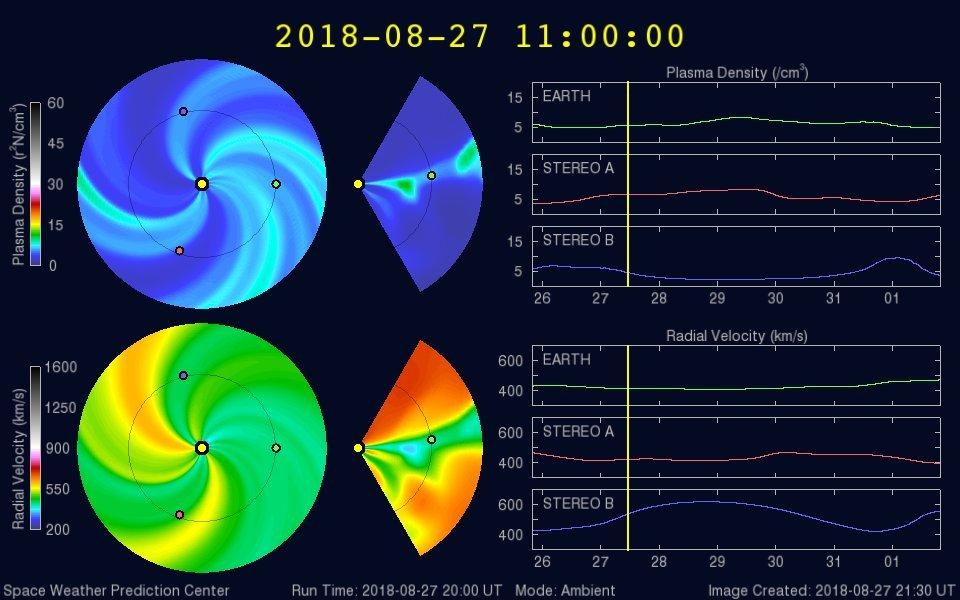 2018-08-27 11:00:00
Plasma Density (r²N/cm³)
60
45
30
15
0
Plasma Density (/cm³)
15
5
EARTH
15
5
STEREO A
15
5
STEREO B
26 27 28 29 30 31 01
Radial Velocity (km/s)
1600
1250
900
550
200
Radial Velocity (km/s)
600
400
EARTH
600
400
STEREO A
600
400
STEREO B
26 27 28 29 30 31 01
Space Weather Prediction Center Run Time: 2018-08-27 20:00 UT Mode: Ambient Image Created: 2018-08-27 21:30 UT